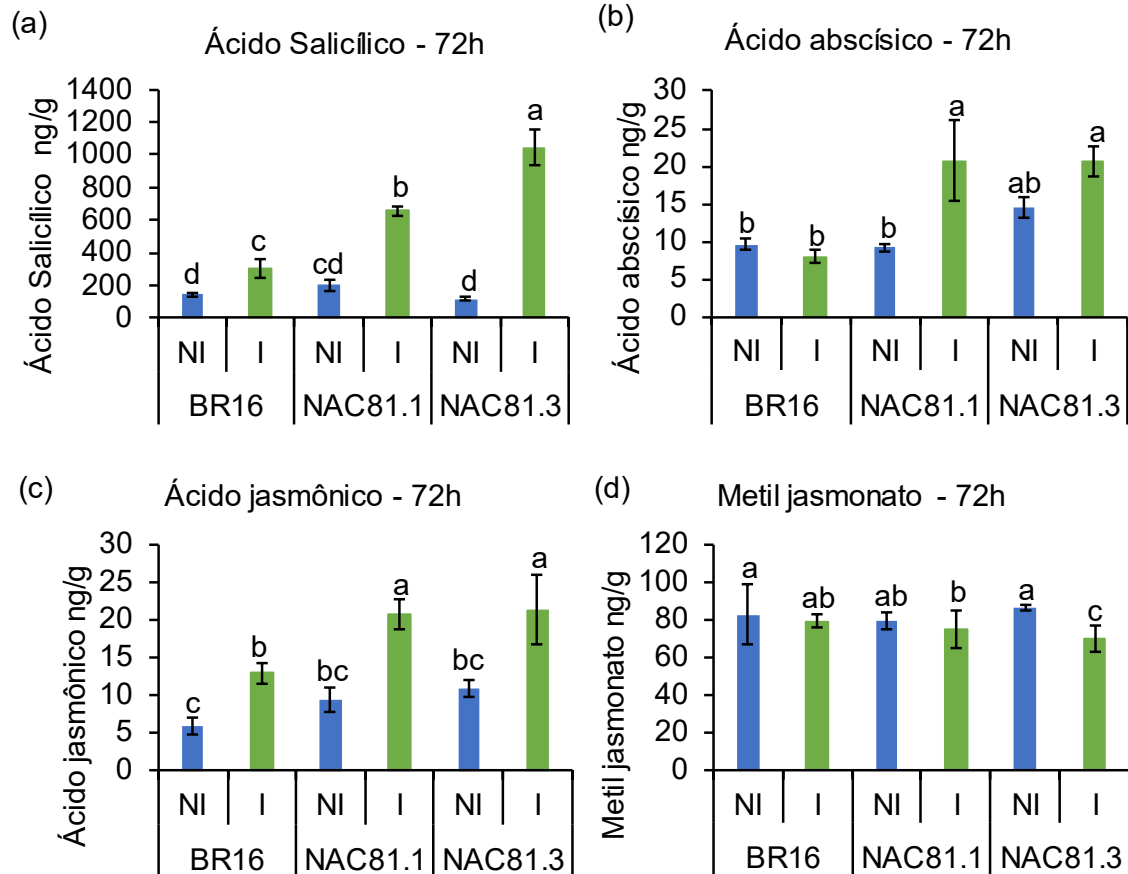 (a)
Ácido Salicílico - 72h
Ácido Salicílico ng/g
1400
1200
1000
800
600
400
200
0
d c cd b d a
NI I NI I NI I
BR16 NAC81.1 NAC81.3
(b)
Ácido abscísico - 72h
Ácido abscísico ng/g
30
25
20
15
10
5
0
b b b a ab a
NI I NI I NI I
BR16 NAC81.1 NAC81.3
(c)
Ácido jasmônico - 72h
Ácido jasmônico ng/g
30
25
20
15
10
5
0
c b bc a bc a
NI I NI I NI I
BR16 NAC81.1 NAC81.3
(d)
Metil jasmonato - 72h
Metil jasmonato ng/g
120
100
80
60
40
20
0
a ab ab b a c
NI I NI I NI I
BR16 NAC81.1 NAC81.3